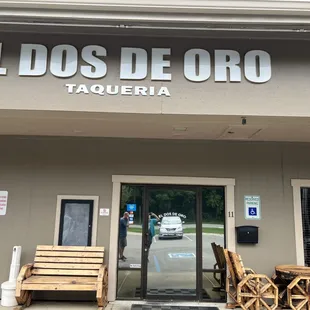 L DOS DE ORO
TAQUERIA
EL DOS DE ORO
11